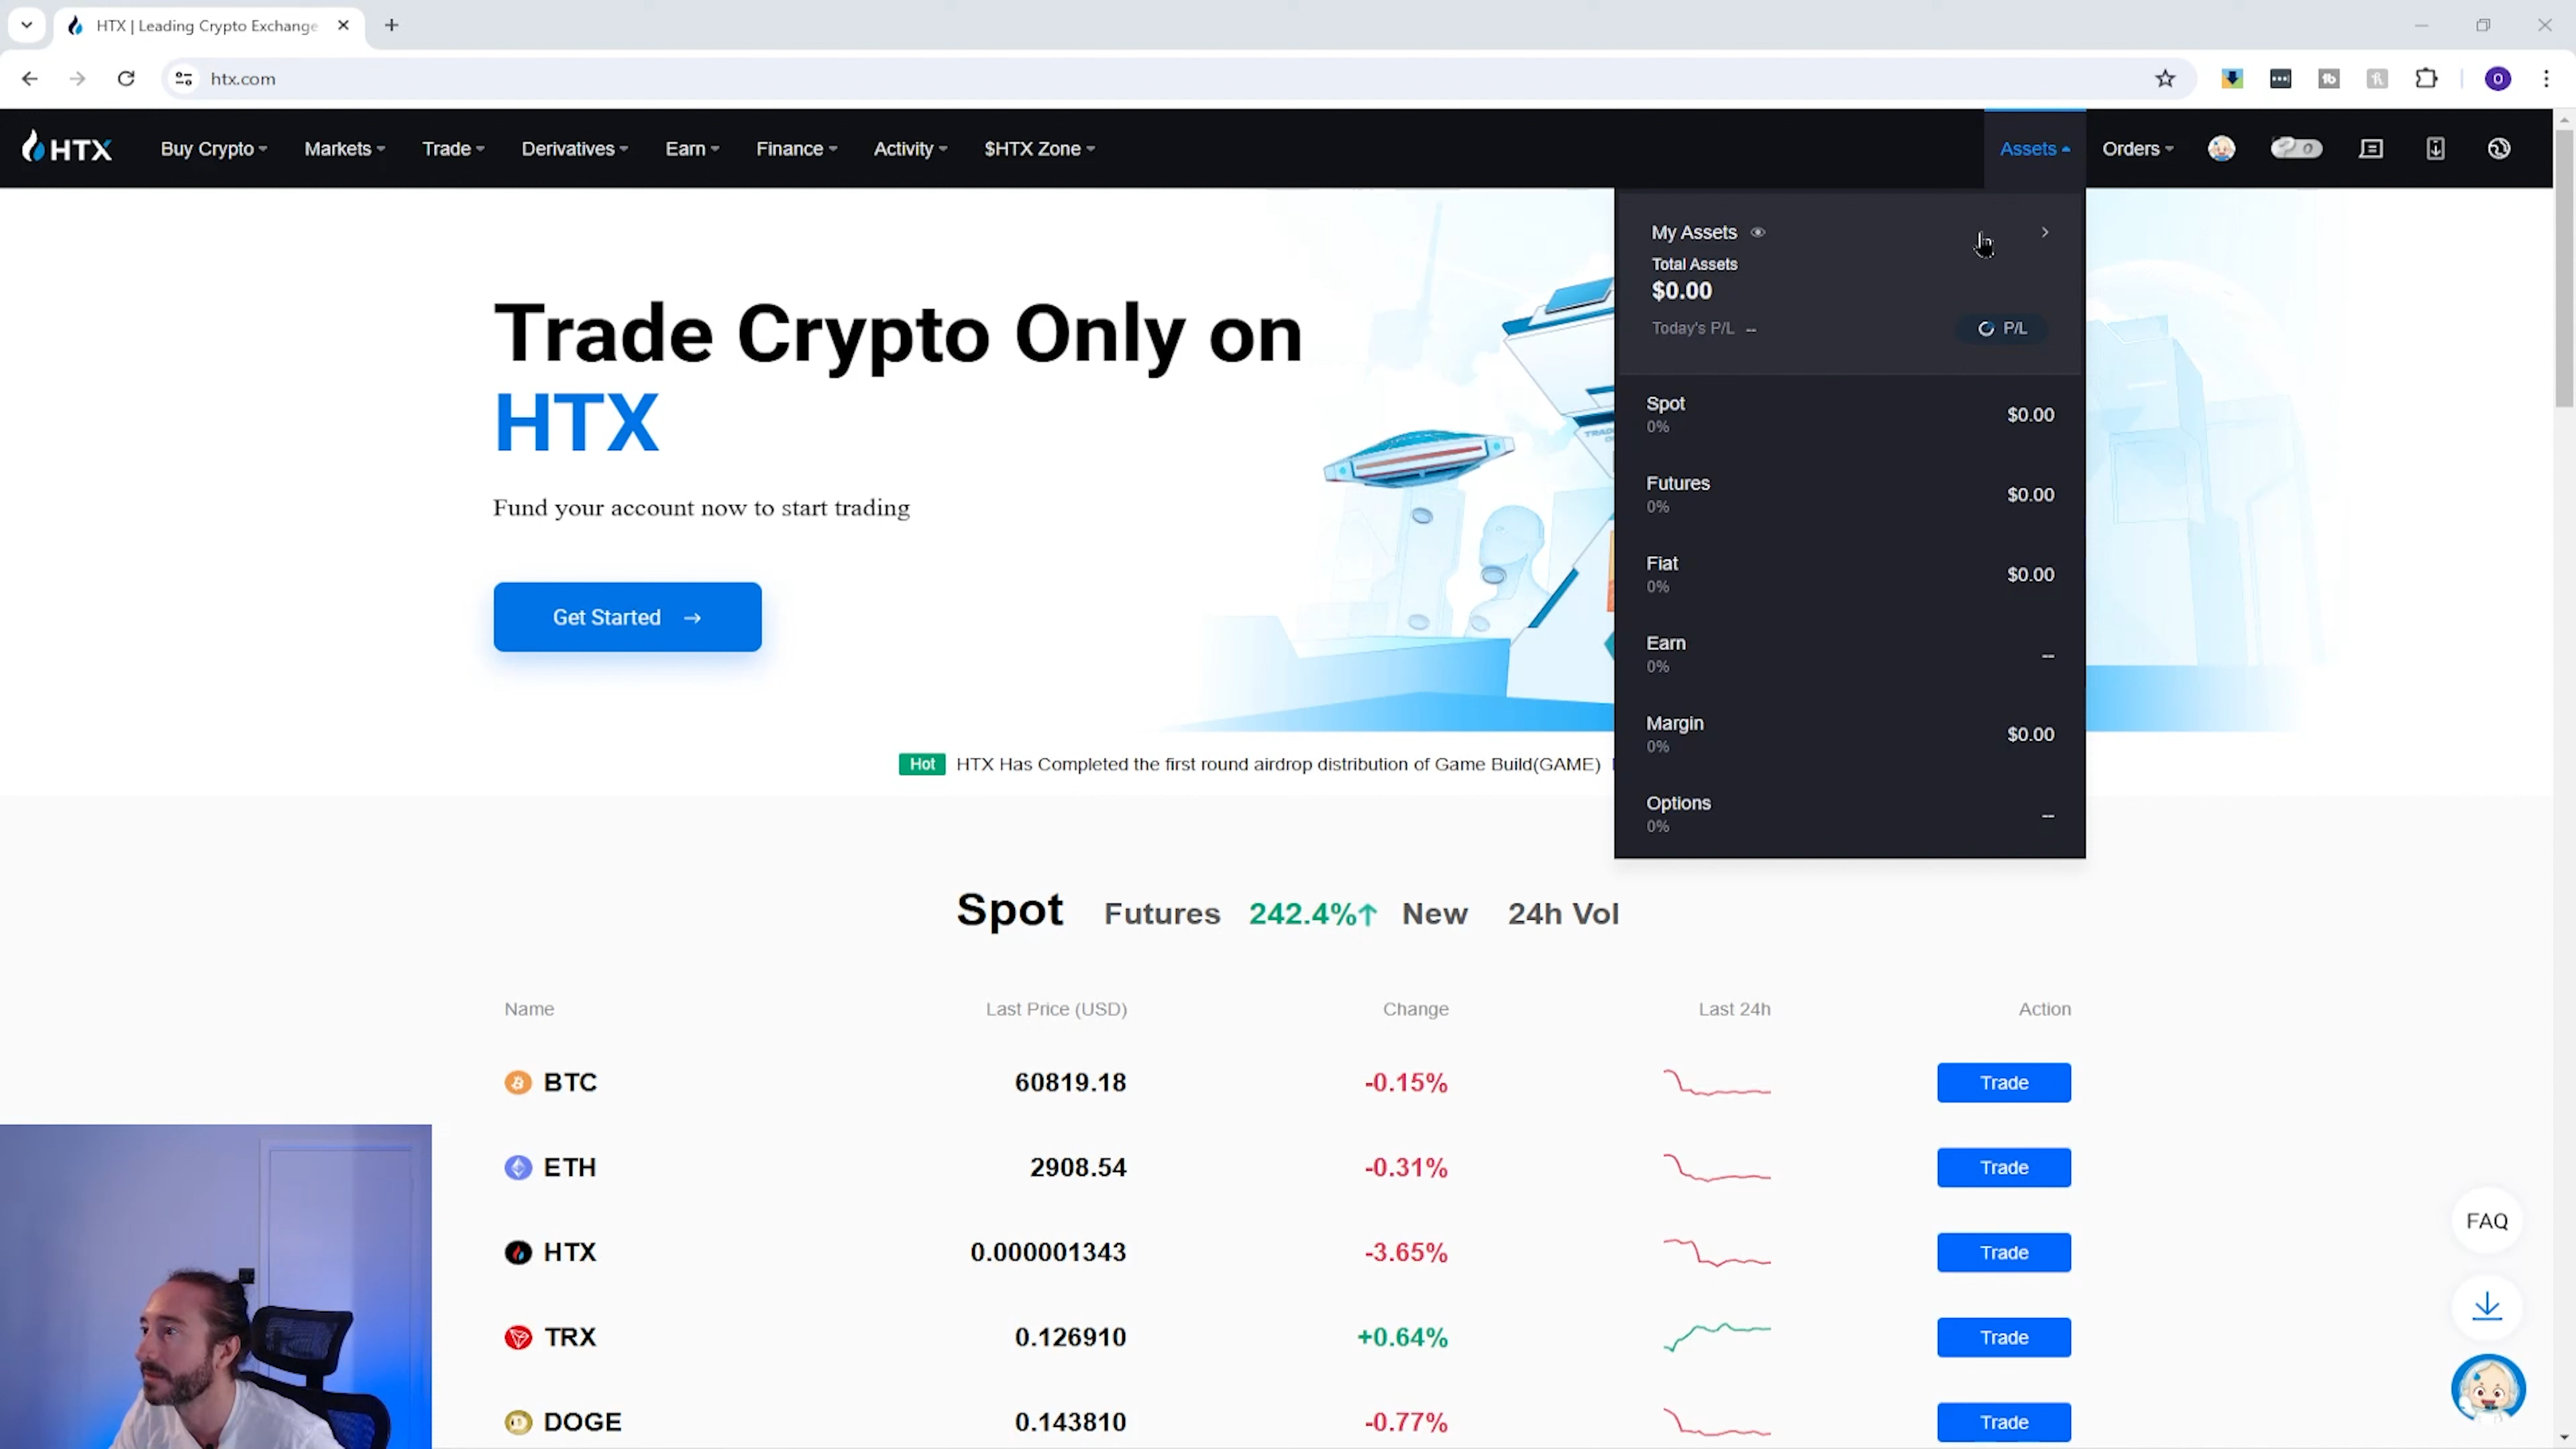 HTX | Leading Crypto Exchange
htx.com
O
HTX
Buy Crypto
Markets
Trade
Derivatives
Earn
Finance
Activity
$HTX Zone
Assets
Orders
0
My Assets
Total Assets
$0.00
Today's P/L --
P/L
Spot
0%
$0.00
Futures
0%
$0.00
Fiat
0%
$0.00
Earn
0%
--
Margin
0%
$0.00
Options
0%
--
Trade Crypto Only on
HTX
Fund your account now to start trading
Get Started →
Hot HTX Has Completed the first round airdrop distribution of Game Build(GAME)
Spot Futures 242.4%↑ New 24h Vol
Name Last Price (USD) Change Last 24h Action
BTC 60819.18 -0.15% Trade
ETH 2908.54 -0.31% Trade
HTX 0.000001343 -3.65% Trade
TRX 0.126910 +0.64% Trade
DOGE 0.143810 -0.77% Trade
FAQ